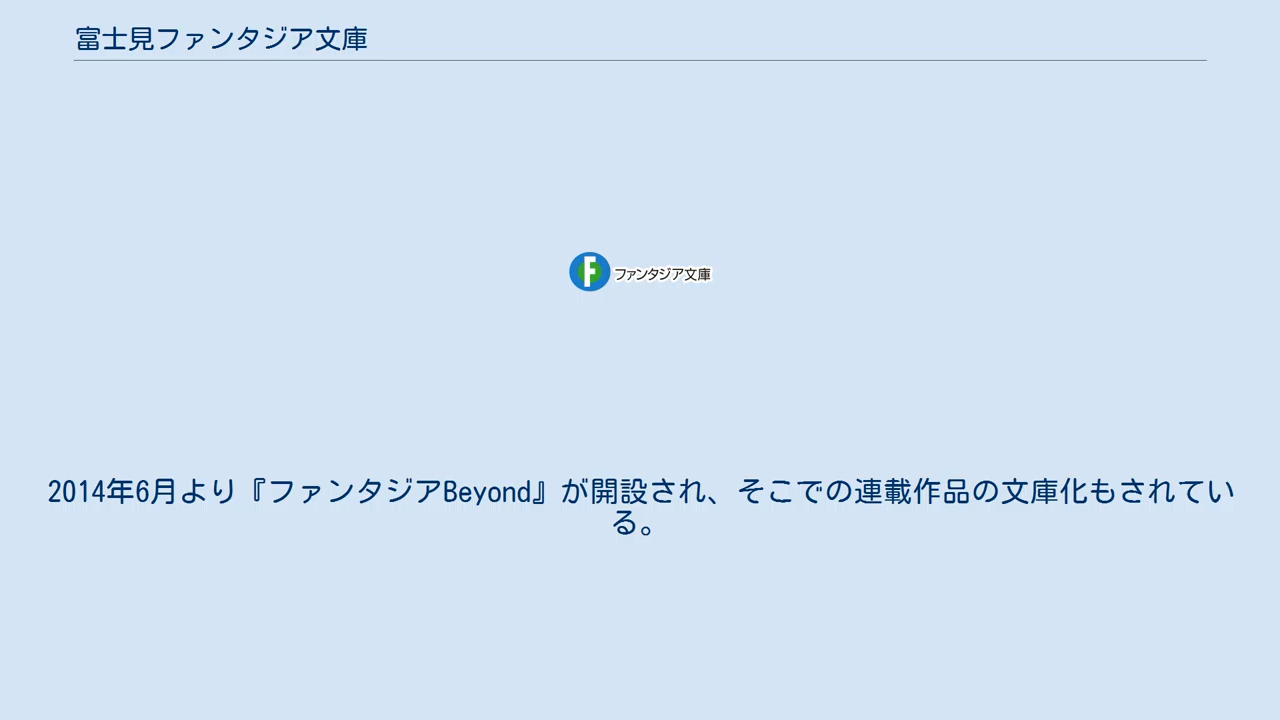 富士見ファンタジア文庫
F ファンタジア文庫
2014年6月より『ファンタジアBeyond』が開設され、そこでの連載作品の文庫化もされてい
る。